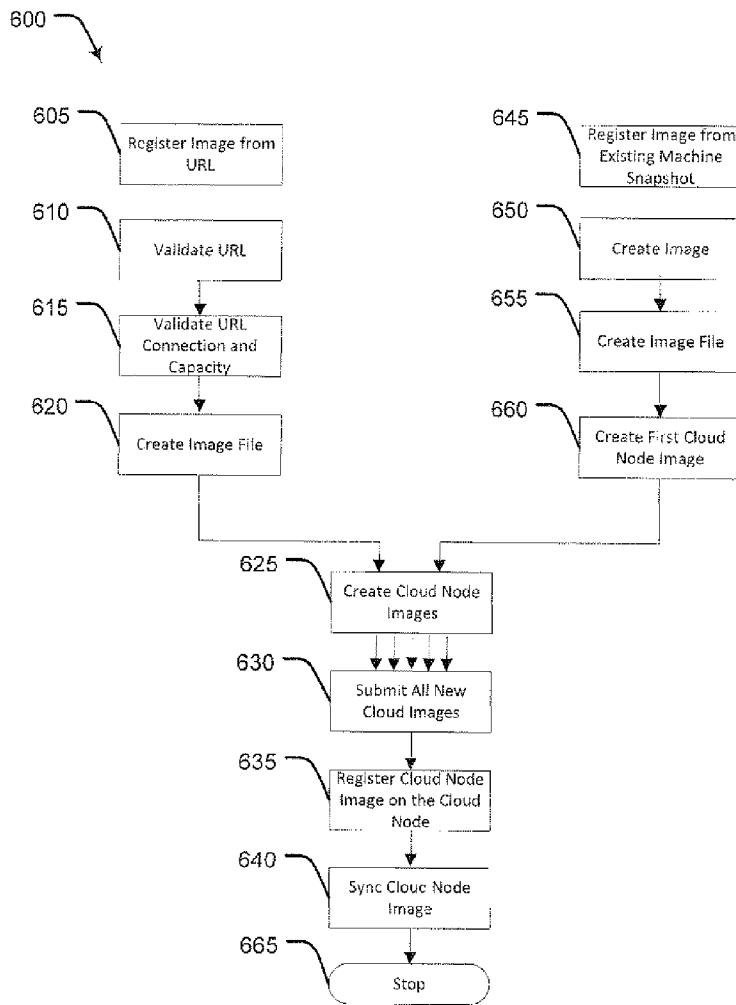 600
605
Register Image from
URL
610
Validate URL
615
Validate URL
Connection and
Capacity
620
Create Image File
645
Register Image from
Existing Machine
Snapshot
650
Create Image
655
Create Image File
660
Create First Cloud
Node Image
625
Create Cloud Node
Images
630
Submit All New
Cloud Images
635
Register Cloud Node
Image on the Cloud
Node
640
Sync Cloud Node
Image
665
Stop